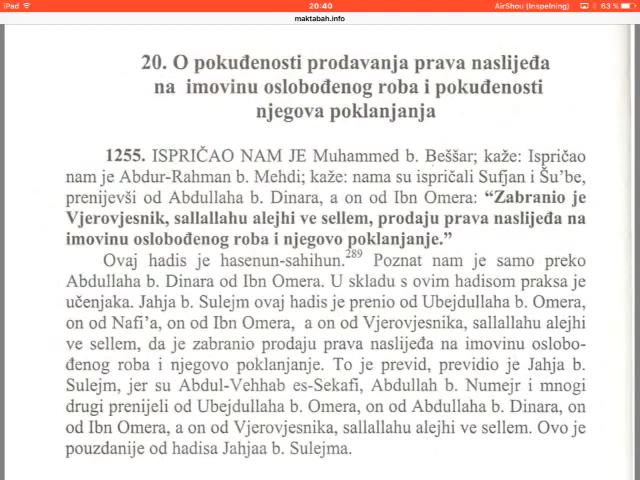 iPad
20:40
AirShou (Inspelning)
63 %
maktabah.info
20. O pokuđenosti prodavanja prava naslijeđa
na imovinu oslobođenog roba i pokuđenosti
njegova poklanjanja
1255. ISPRIČAO NAM JE Muhammed b. Beššar; kaže: Ispričao
nam je Abdur-Rahman b. Mehdi; kaže: nama su ispričali Sufjan i Šu'be,
prenijevši od Abdullaha b. Dinara, a on od Ibn Omera: “Zabranio je
Vjerovjesnik, sallallahu alejhi ve sellem, prodaju prava naslijeđa na
imovinu oslobođenog roba i njegovo poklanjanje.”
Ovaj hadis je hasenun-sahihun.289 Poznat nam je samo preko
Abdullaha b. Dinara od Ibn Omera. U skladu s ovim hadisom praksa je
učenjaka. Jahja b. Sulejm ovaj hadis je prenio od Ubejdullaha b. Omera,
on od Nafi'a, on od Ibn Omera, a on od Vjerovjesnika, sallallahu alejhi
ve sellem, da je zabranio prodaju prava naslijeđa na imovinu oslobo-
đenog roba i njegovo poklanjanje. To je previd, previdio je Jahja b.
Sulejm, jer su Abdul-Vehhab es-Sekafi, Abdullah b. Numejr i mnogi
drugi prenijeli od Ubejdullaha b. Omera, on od Abdullaha b. Dinara, on
od Ibn Omera, a on od Vjerovjesnika, sallallahu alejhi ve sellem. Ovo je
pouzdanije od hadisa Jahjaa b. Sulejma.